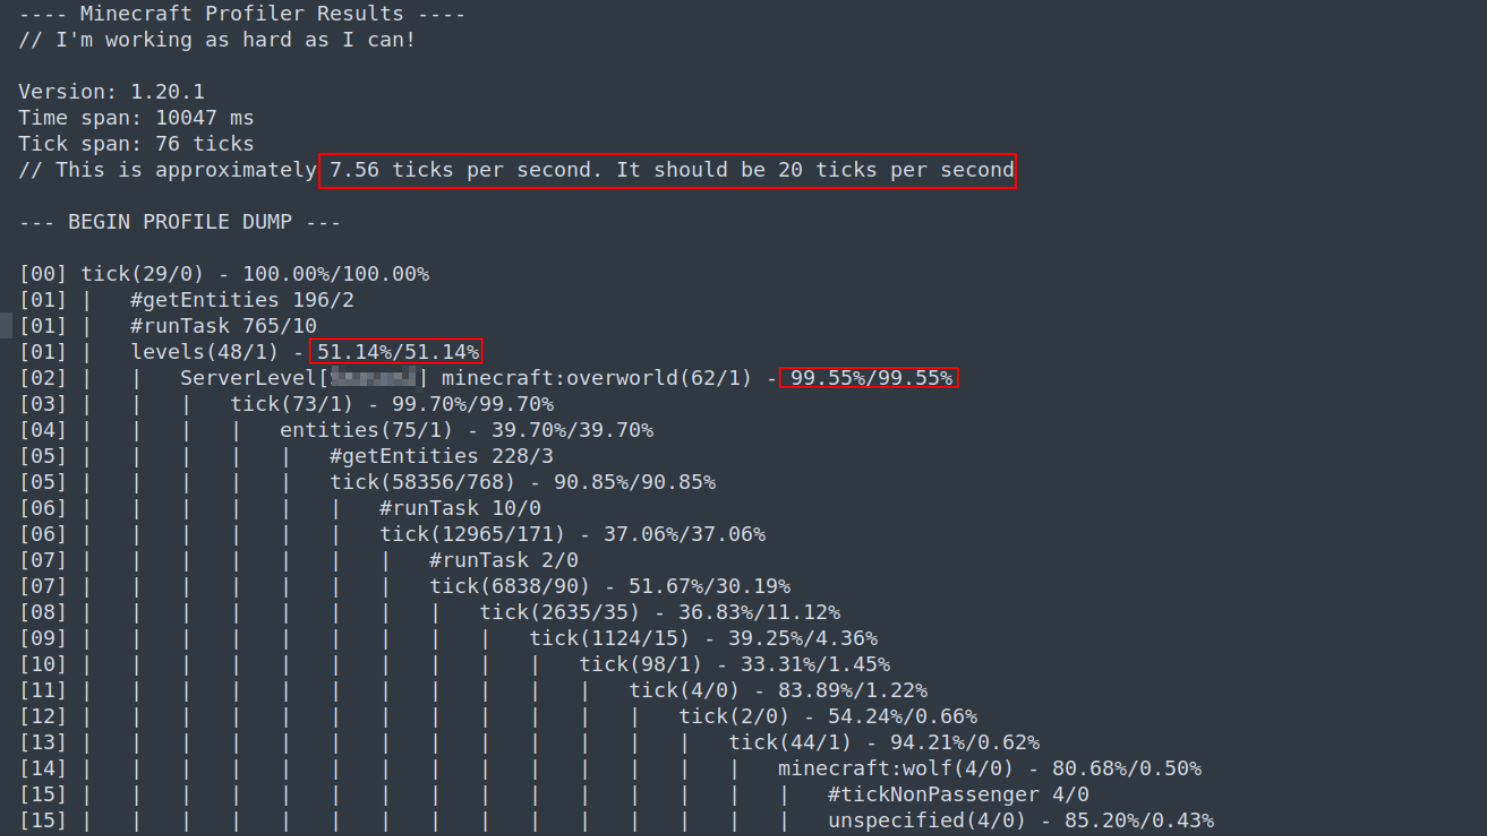 ---- Minecraft Profiler Results ----
// I'm working as hard as I can!
Version: 1.20.1
Time span: 10047 ms
Tick span: 76 ticks
// This is approximately 7.56 ticks per second. It should be 20 ticks per second
--- BEGIN PROFILE DUMP ---
[00] tick(29/0) - 100.00%/100.00%
[01] |   #getEntities 196/2
[01] |   #runTask 765/10
[01] |   levels(48/1) - 51.14%/51.14%
[02] |   |   ServerLevel[] minecraft:overworld(62/1) - 99.55%/99.55%
[03] |   |   |   tick(73/1) - 99.70%/99.70%
[04] |   |   |   |   entities(75/1) - 39.70%/39.70%
[05] |   |   |   |   |   #getEntities 228/3
[05] |   |   |   |   |   tick(58356/768) - 90.85%/90.85%
[06] |   |   |   |   |   |   #runTask 10/0
[06] |   |   |   |   |   |   tick(12965/171) - 37.06%/37.06%
[07] |   |   |   |   |   |   |   #runTask 2/0
[07] |   |   |   |   |   |   |   tick(6838/90) - 51.67%/30.19%
[08] |   |   |   |   |   |   |   |   tick(2635/35) - 36.83%/11.12%
[09] |   |   |   |   |   |   |   |   |   tick(1124/15) - 39.25%/4.36%
[10] |   |   |   |   |   |   |   |   |   |   tick(98/1) - 33.31%/1.45%
[11] |   |   |   |   |   |   |   |   |   |   |   tick(4/0) - 83.89%/1.22%
[12] |   |   |   |   |   |   |   |   |   |   |   |   tick(2/0) - 54.24%/0.66%
[13] |   |   |   |   |   |   |   |   |   |   |   |   |   tick(44/1) - 94.21%/0.62%
[14] |   |   |   |   |   |   |   |   |   |   |   |   |   |   minecraft:wolf(4/0) - 80.68%/0.50%
[15] |   |   |   |   |   |   |   |   |   |   |   |   |   |   |   #tickNonPassenger 4/0
[15] |   |   |   |   |   |   |   |   |   |   |   |   |   |   |   unspecified(4/0) - 85.20%/0.43%